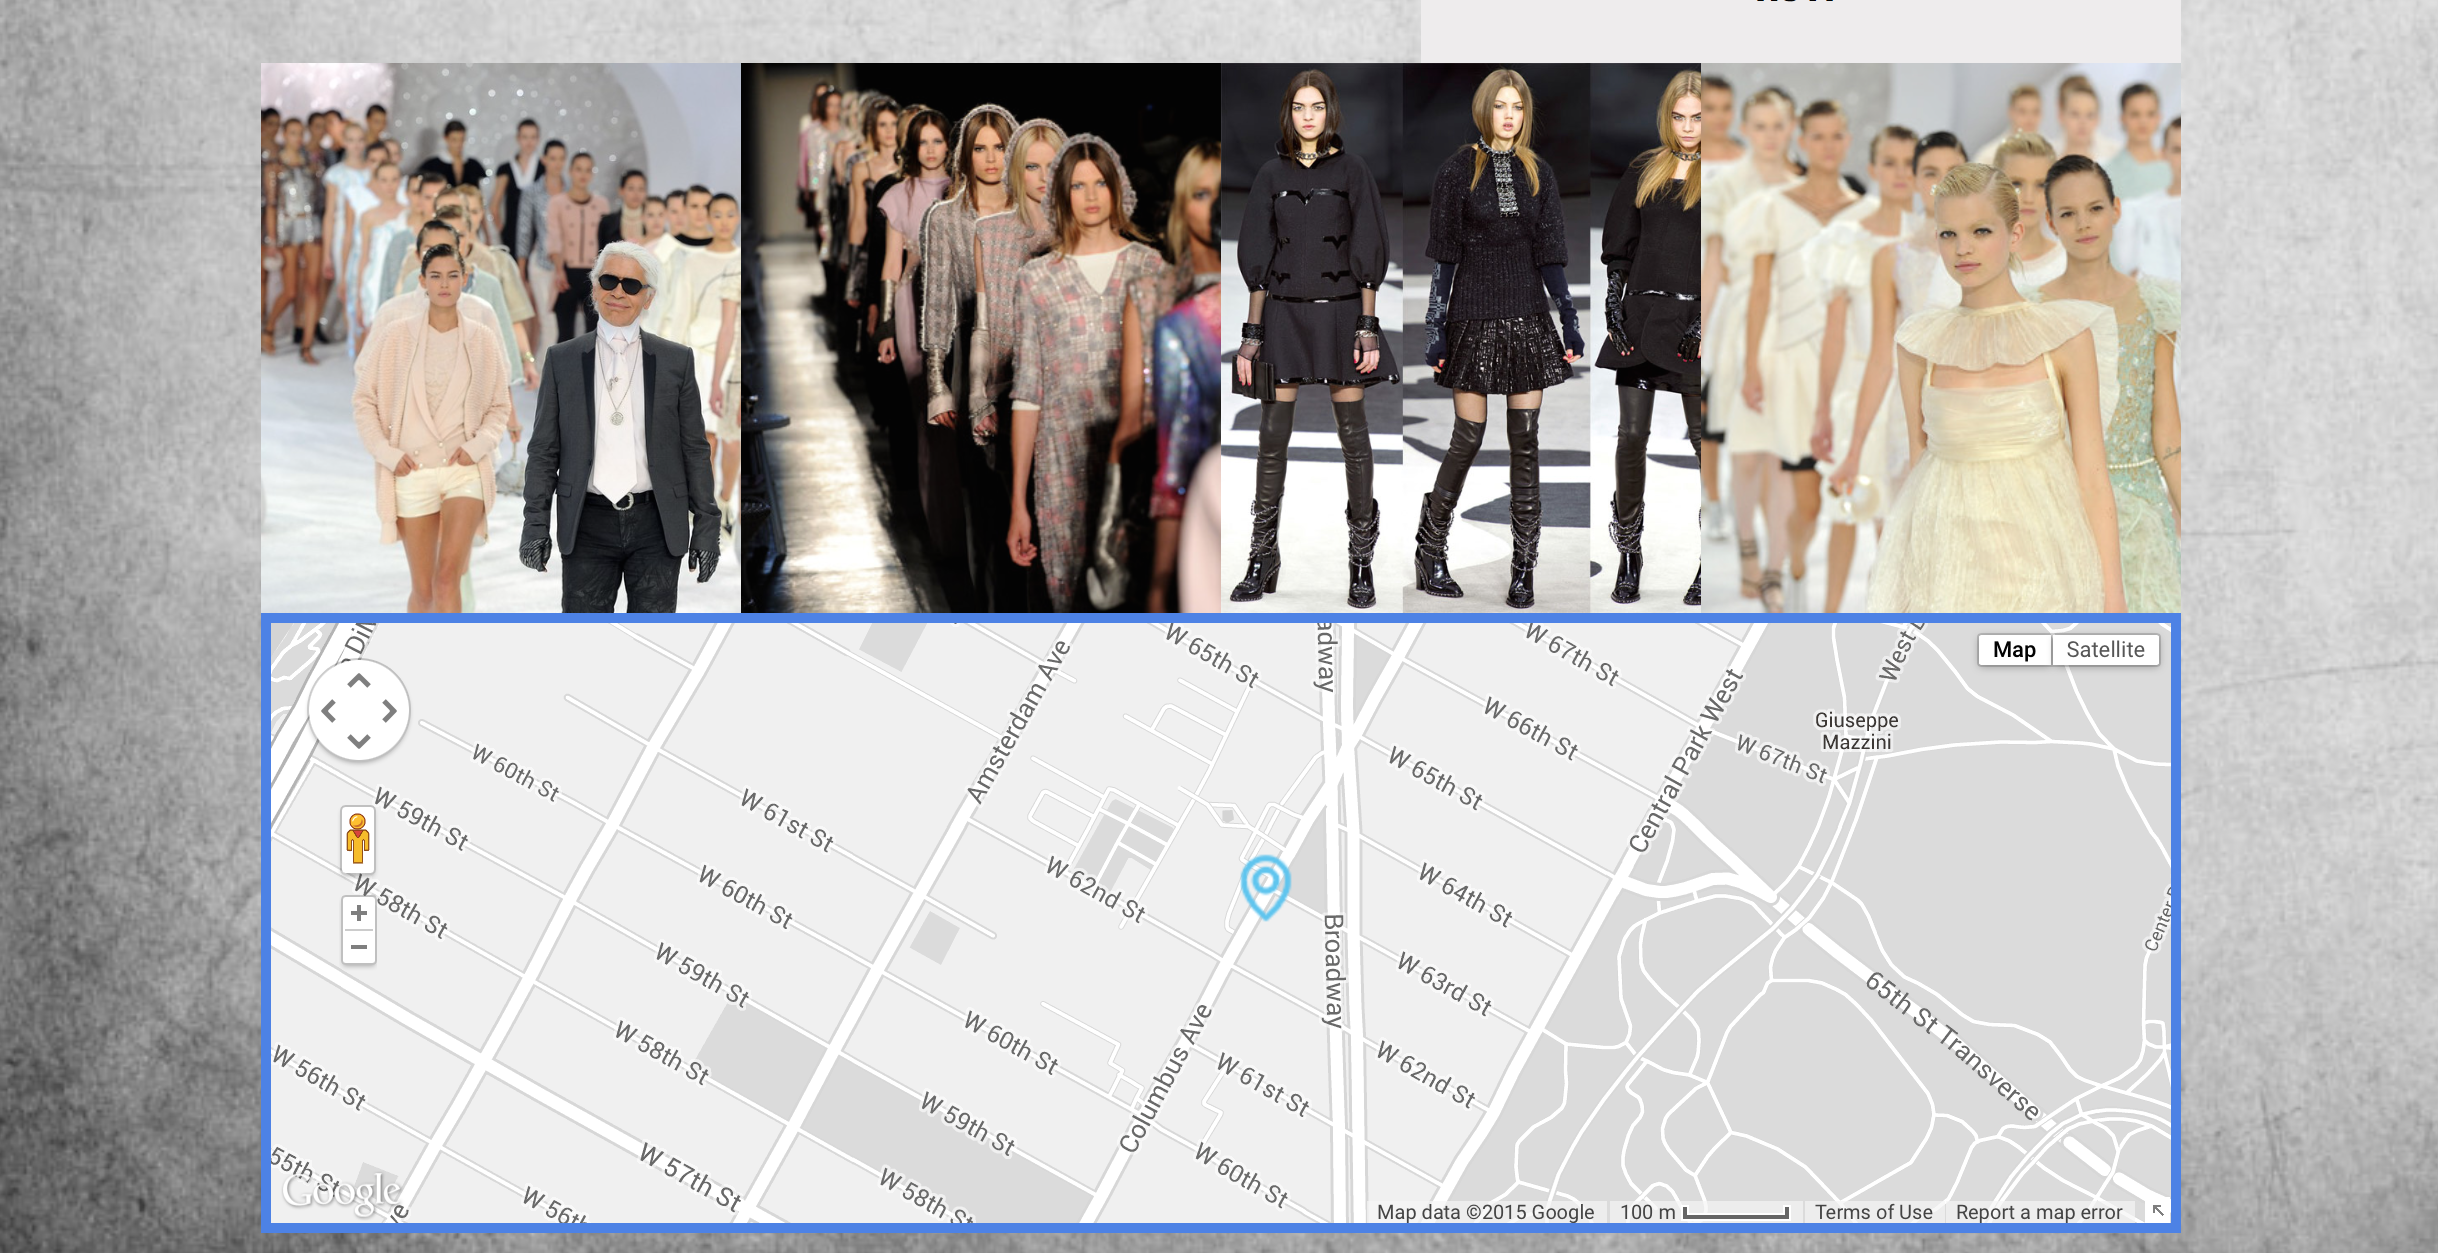 W 65th St
adway
W 67th St
West
Map
Satellite
W 66th St
Amsterdam Ave
Central Park West
Giuseppe
Mazzini
W 67th St
W 60th St
W 65th St
W 59th St
W 61st St
W 58th St
W 60th St
W 62nd St
W 64th St
Center
W 59th St
Broadway
W 63rd St
65th St Transverse
W 58th St
W 60th St
Columbus Ave
W 61st St
W 62nd St
W 56th St
W 59th St
55th St
W 57th St
W 60th St
W 58th St
W 56th
Google
Map data ©2015 Google
100 m
Terms of Use
Report a map error